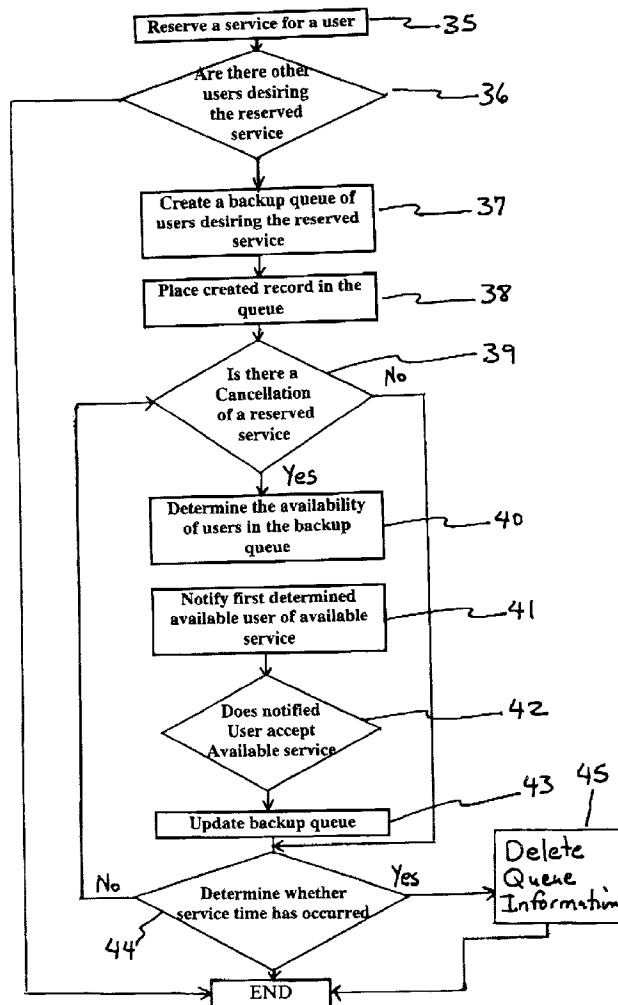 Reserve a service for a user
35
Are there other
users desiring
the reserved
service
36
Create a backup queue of
users desiring the reserved
service
37
Place created record in the
queue
38
39
Is there a
Cancellation
of a reserved
service
No
Yes
Determine the availability
of users in the backup
queue
40
Notify first determined
available user of available
service
41
Does notified
User accept
Available service
42
Update backup queue
43
45
Delete
Queue
Information
No
Determine whether
service time has occurred
Yes
44
END